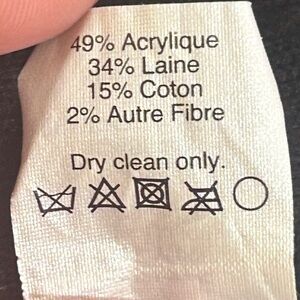 49% Acrylique
34% Laine
15% Coton
2% Autre Fibre
Dry clean only.